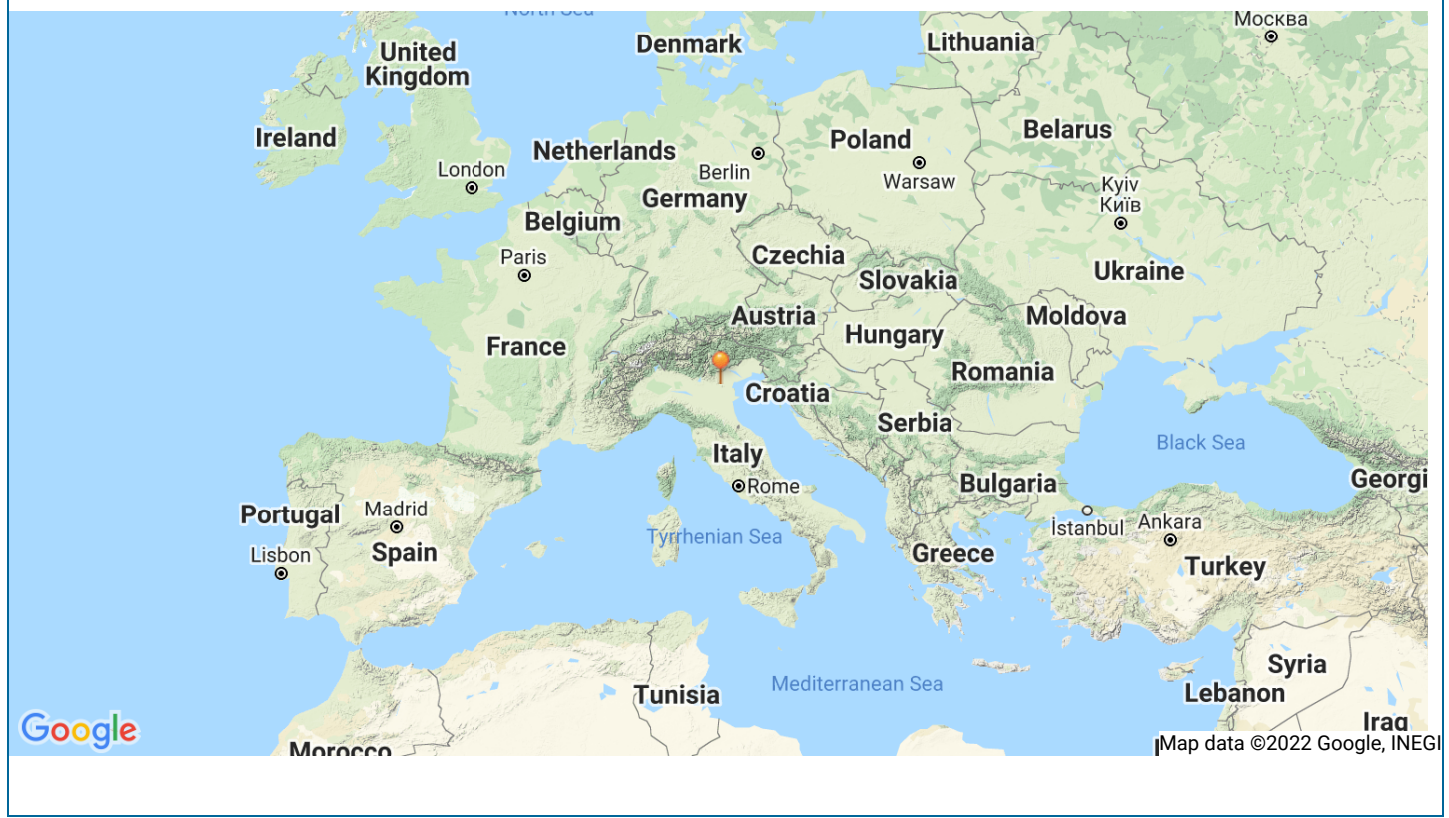 North Sea
Москва
United
Kingdom
Denmark
Lithuania
Ireland
Netherlands
Poland
Belarus
London
Berlin
Warsaw
Germany
Kyiv
Київ
Belgium
Paris
Czechia
Slovakia
Ukraine
Austria
Moldova
Hungary
France
Romania
Croatia
Serbia
Black Sea
Italy
Rome
Bulgaria
Georgi
Portugal
Madrid
İstanbul
Ankara
Tyrrhenian Sea
Lisbon
Spain
Greece
Turkey
Syria
Tunisia
Mediterranean Sea
Lebanon
Google
Iraq
Morocco
Map data ©2022 Google, INEGI